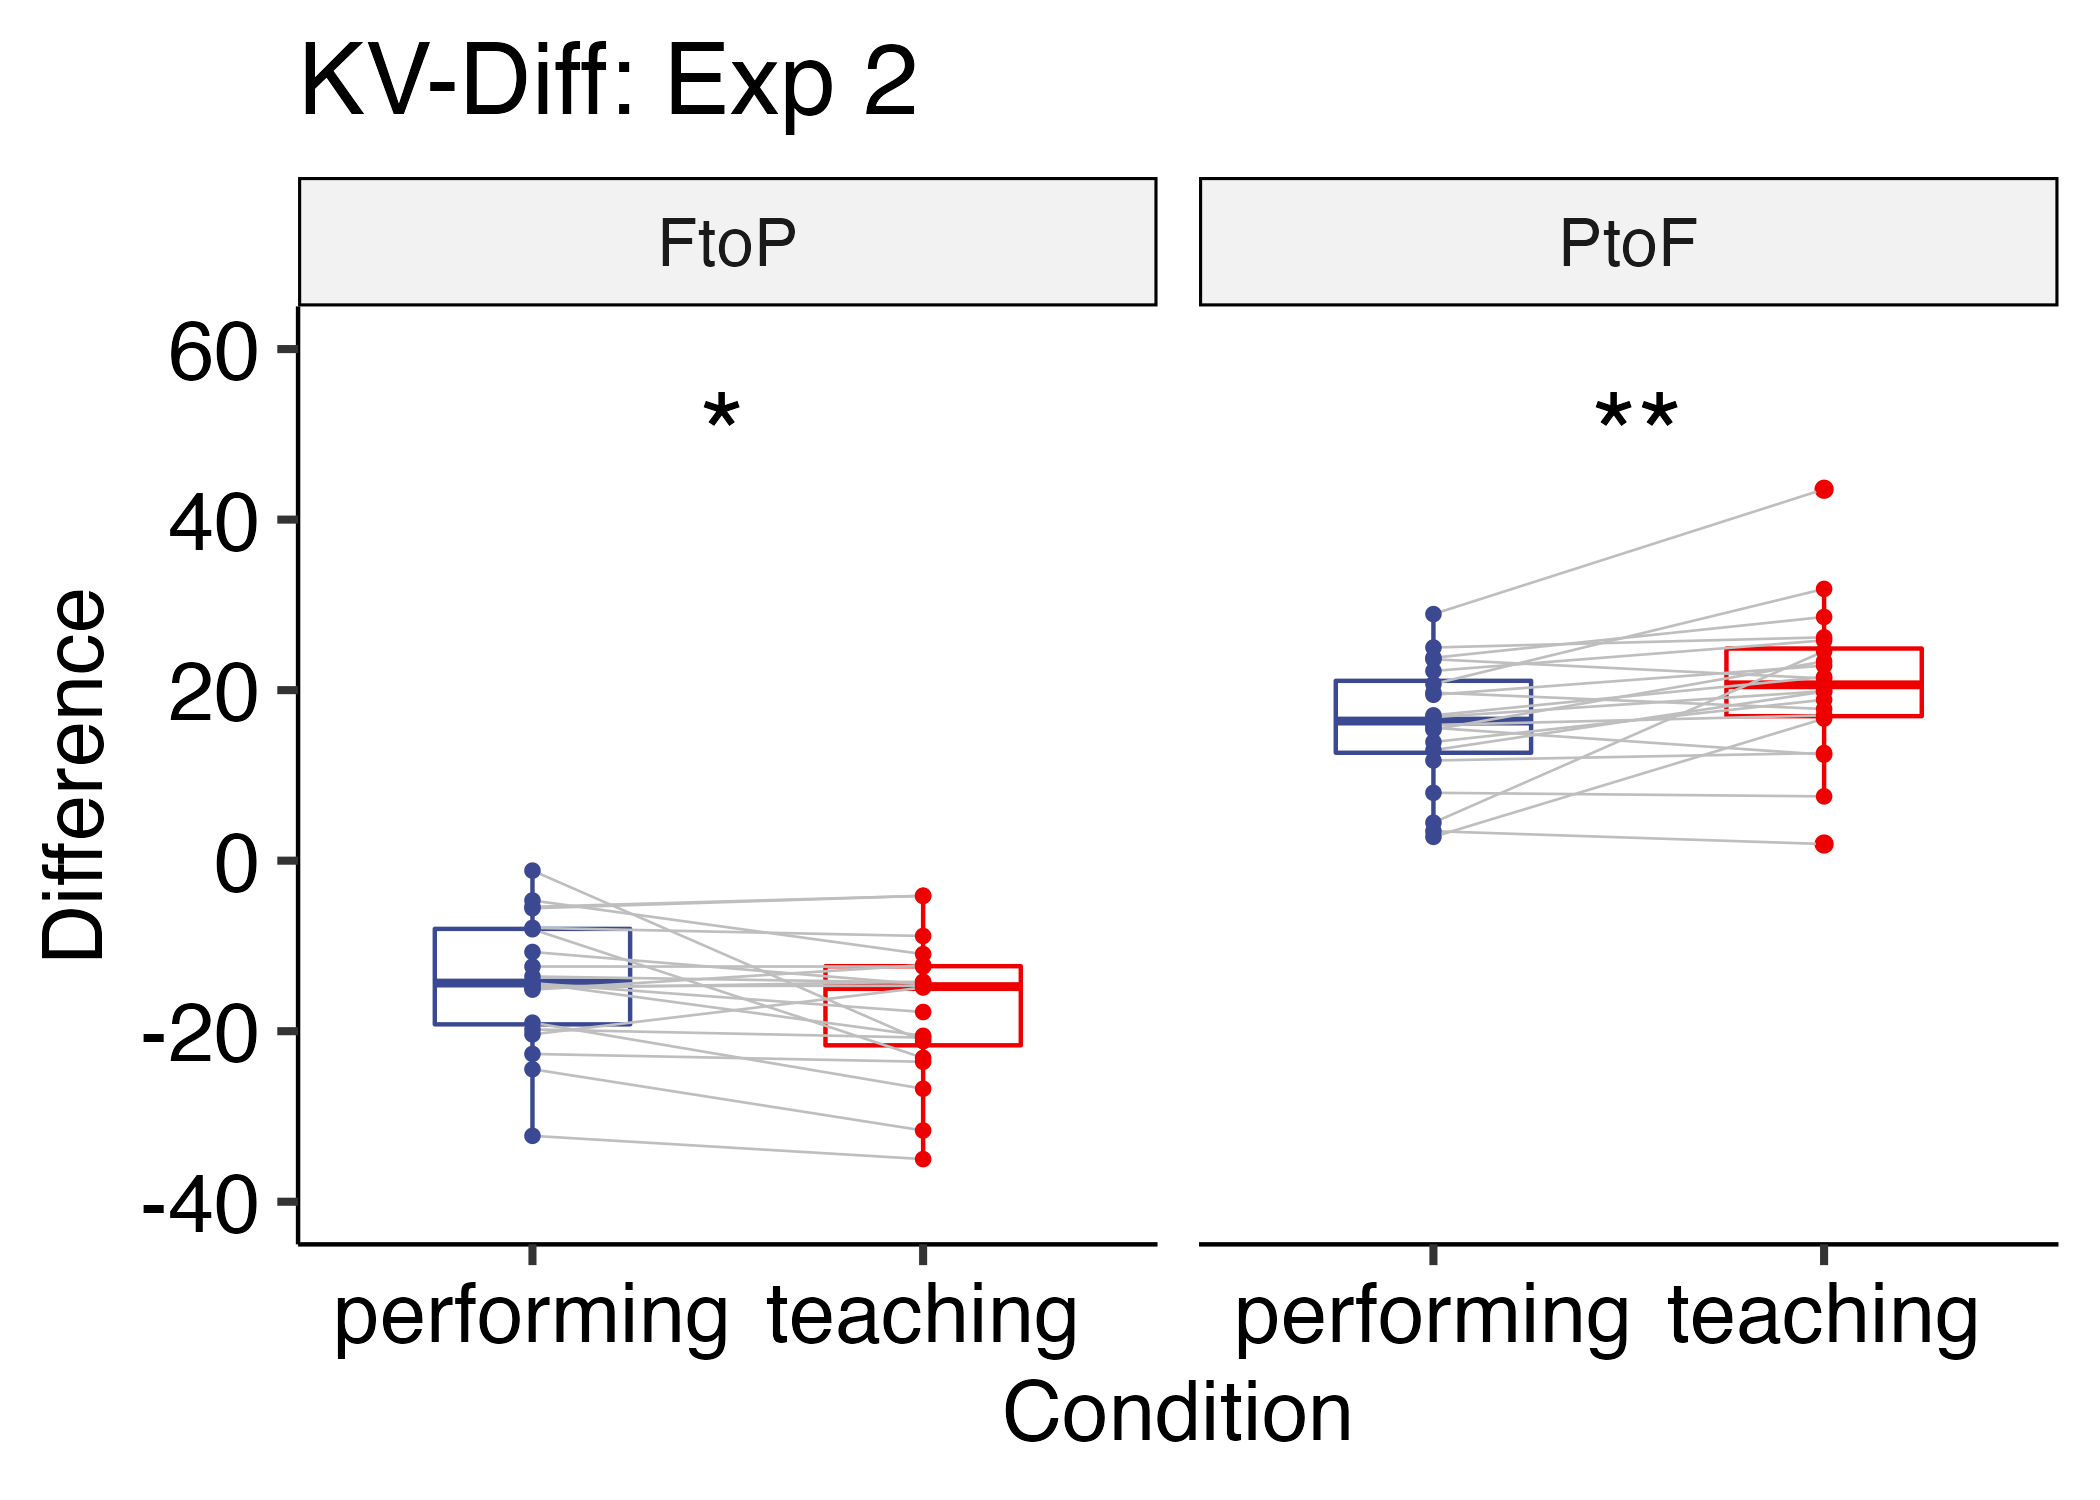 KV-Diff: Exp 2
FtoP
PtoF
60
40
20
0
-20
-40
Difference
*
**
performing
teaching
performing
teaching
Condition